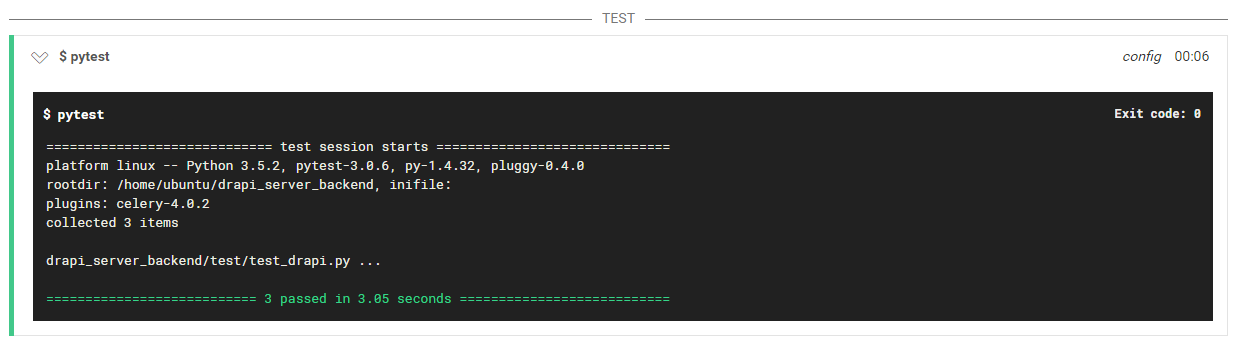 TEST
$ pytest config 00:06
$ pytest Exit code: 0
============================= test session starts ==============================
platform linux -- Python 3.5.2, pytest-3.0.6, py-1.4.32, pluggy-0.4.0
rootdir: /home/ubuntu/drapi_server_backend, inifile:
plugins: celery-4.0.2
collected 3 items
drapi_server_backend/test/test_drapi.py ...
=========================== 3 passed in 3.05 seconds ===========================